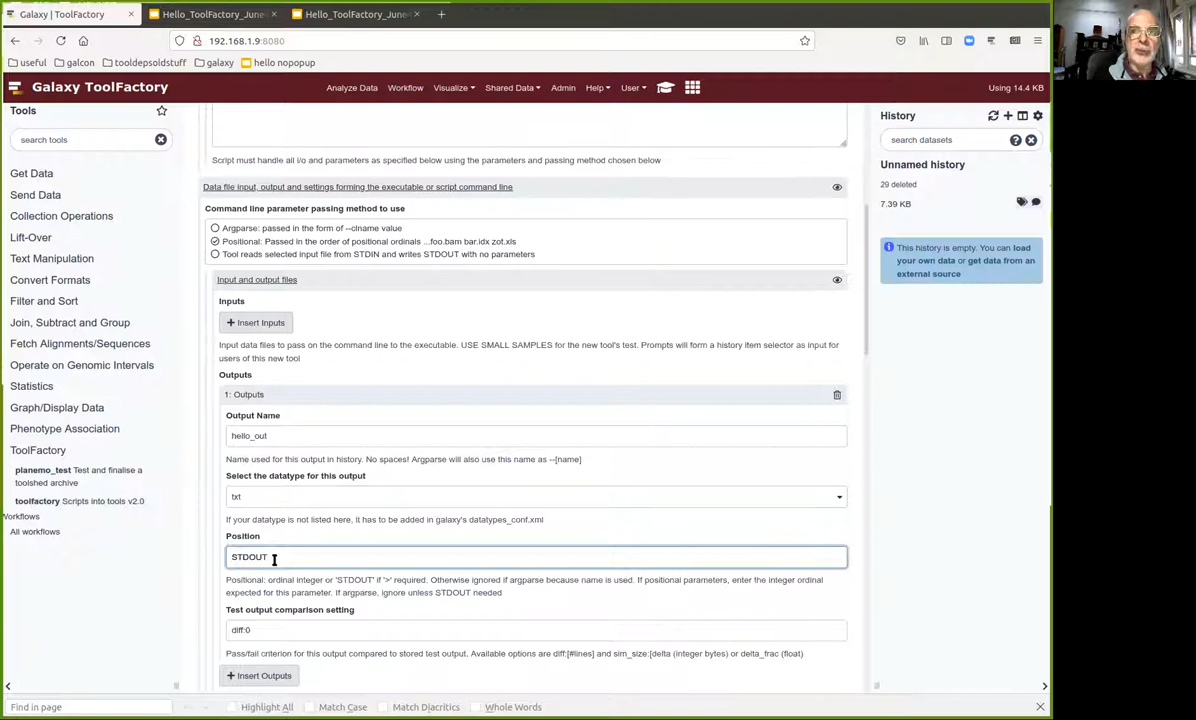 Galaxy | ToolFactory
Hello_ToolFactory_June
Hello_ToolFactory_June
192.168.1.9:8080
useful
galcon
tooldepsoldstuff
galaxy
hello nopopup
Galaxy ToolFactory
Analyze Data
Workflow
Visualize
Shared Data
Admin
Help
User
Using 14.4 KB
Tools
search tools
Get Data
Send Data
Collection Operations
Lift-Over
Text Manipulation
Convert Formats
Filter and Sort
Join, Subtract and Group
Fetch Alignments/Sequences
Operate on Genomic Intervals
Statistics
Graph/Display Data
Phenotype Association
ToolFactory
planemo_test Test and finalise a
toolshed archive
toolfactory Scripts into tools v2.0
Workflows
All workflows
Script must handle all i/o and parameters as specified below using the parameters and passing method chosen below
Data file input, output and settings forming the executable or script command line
Command line parameter passing method to use
Argparse: passed in the form of --clname value
Positional: Passed in the order of positional ordinals ...foo.bam bar.idx zot.xls
Tool reads selected input file from STDIN and writes STDOUT with no parameters
Input and output files
Inputs
+ Insert Inputs
Input data files to pass on the command line to the executable. USE SMALL SAMPLES for the new tool's test. Prompts will form a history item selector as input for
users of this new tool
Outputs
1: Outputs
Output Name
hello_out
Name used for this output in history. No spaces! Argparse will also use this name as --[name]
Select the datatype for this output
txt
If your datatype is not listed here, it has to be added in galaxy's datatypes_conf.xml
Position
STDOUT
Positional: ordinal integer or 'STDOUT' if '>' required. Otherwise ignored if argparse because name is used. If positional parameters, enter the integer ordinal
expected for this parameter. If argparse, ignore unless STDOUT needed
Test output comparison setting
diff:0
Pass/fail criterion for this output compared to stored test output. Available options are diff:[#lines] and sim_size:[delta (integer bytes) or delta_frac (float)
+ Insert Outputs
History
search datasets
Unnamed history
29 deleted
7.39 KB
This history is empty. You can load
your own data or get data from an
external source
Find in page
Highlight All
Match Case
Match Diacritics
Whole Words